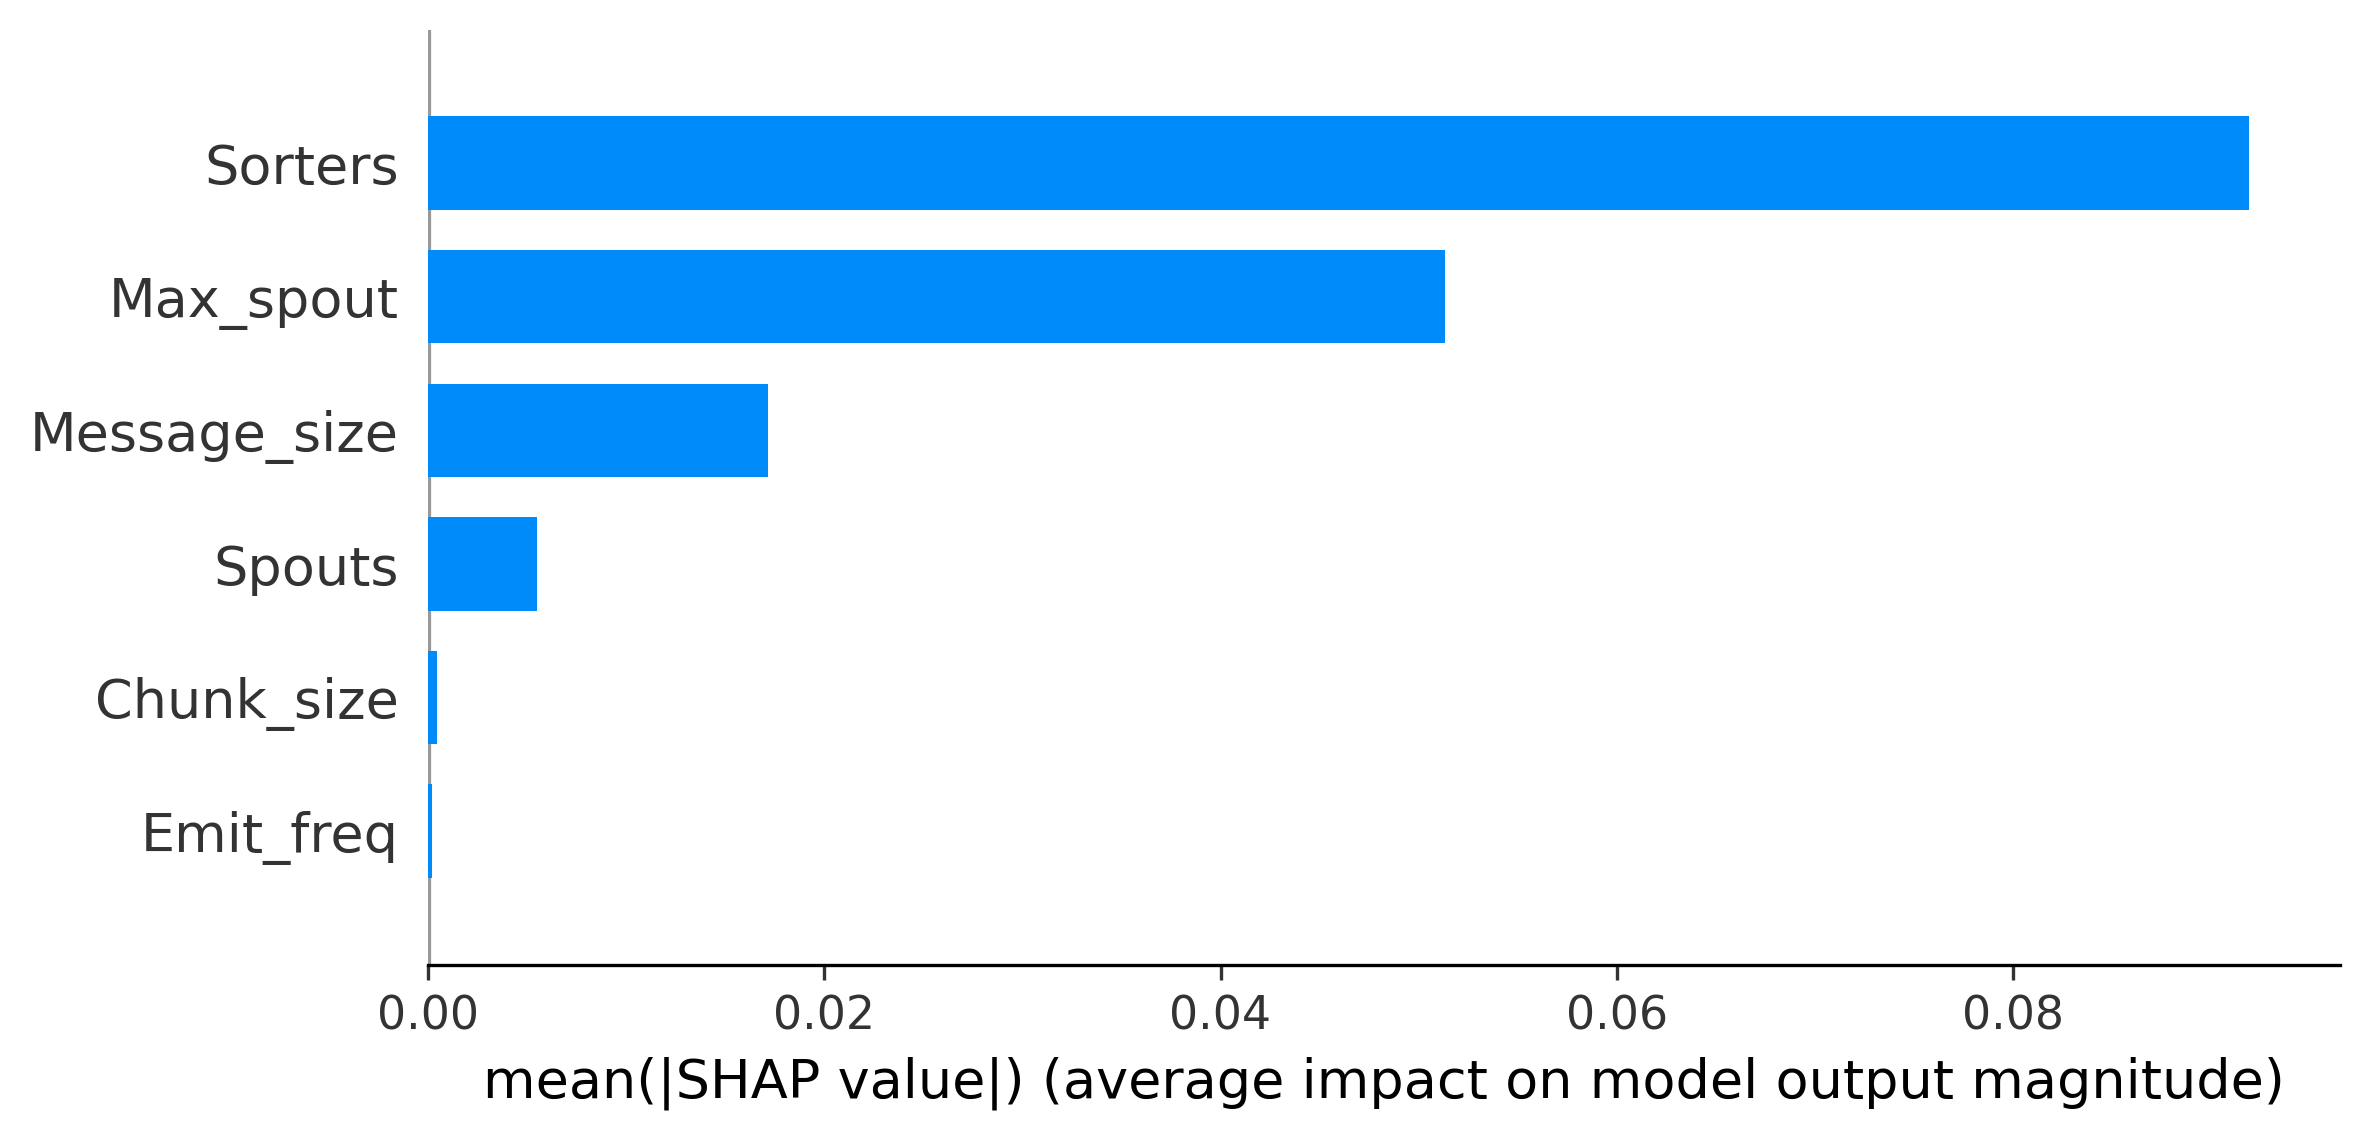 Sorters
Max_spout
Message_size
Spouts
Chunk_size
Emit_freq
0.00 0.02 0.04 0.06 0.08
mean(|SHAP value|) (average impact on model output magnitude)